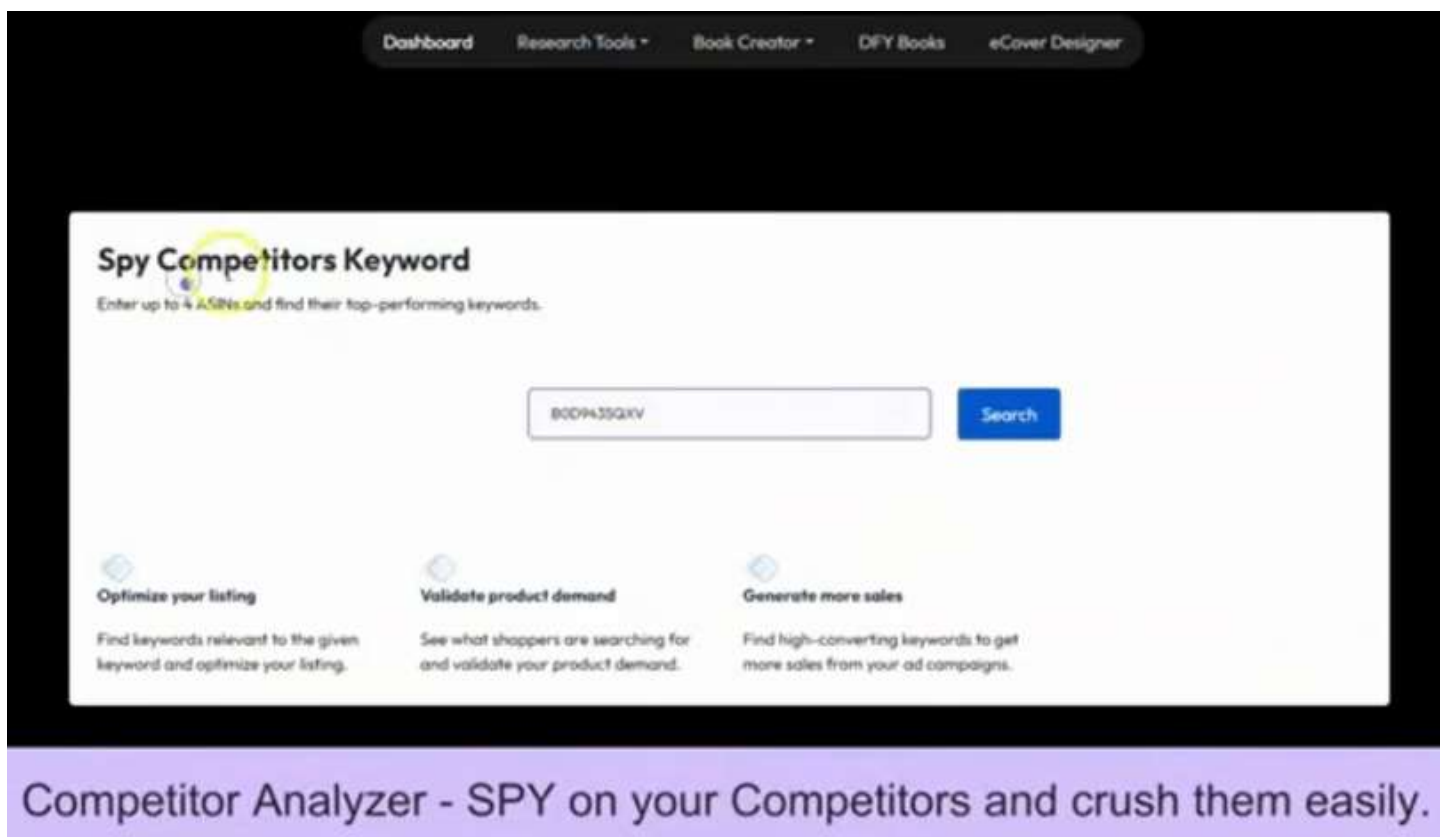 Dashboard Research Tools Book Creator DFY Books eCover Designer
Spy Competitors Keyword
Enter up to 4 ASINs and find their top-performing keywords.
B0D943SQXV Search
Optimize your listing Validate product demand Generate more sales
Find keywords relevant to the given See what shoppers are searching for Find high-converting keywords to get
keyword and optimize your listing. and validate your product demand. more sales from your ad campaigns.
Competitor Analyzer - SPY on your Competitors and crush them easily.